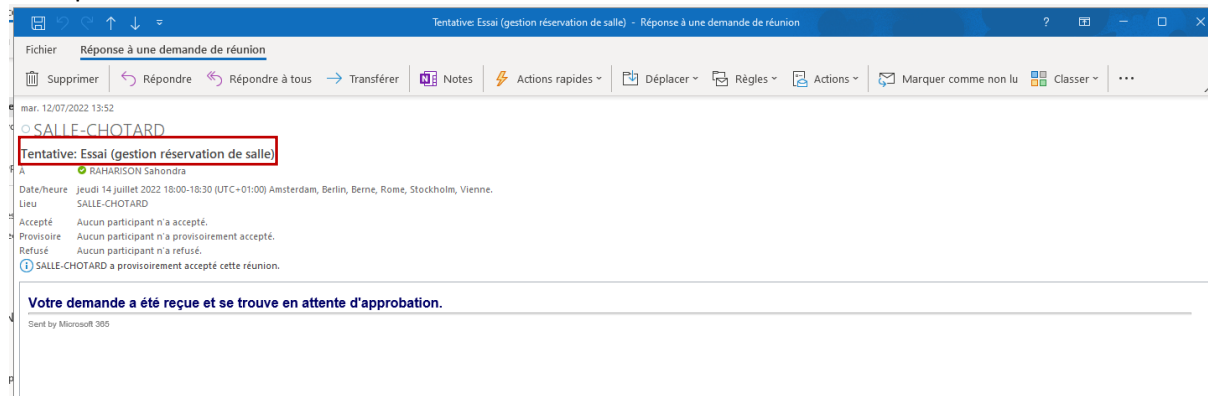 Tentative: Essai (gestion réservation de salle) - Réponse à une demande de réunion ?
Fichier Réponse à une demande de réunion
Supprimer Répondre Répondre à tous Transférer Notes Actions rapides Déplacer Règles Actions Marquer comme non lu Classer ...
mar. 12/07/2022 13:52
SALLE-CHOTARD
Tentative: Essai (gestion réservation de salle)
À RAHARISON Sahondra
Date/heure jeudi 14 juillet 2022 18:00-18:30 (UTC+01:00) Amsterdam, Berlin, Berne, Rome, Stockholm, Vienne.
Lieu SALLE-CHOTARD
Accepté Aucun participant n'a accepté.
Provisoire Aucun participant n'a provisoirement accepté.
Refusé Aucun participant n'a refusé.
SALLE-CHOTARD a provisoirement accepté cette réunion.
Votre demande a été reçue et se trouve en attente d'approbation.
Sent by Microsoft 365